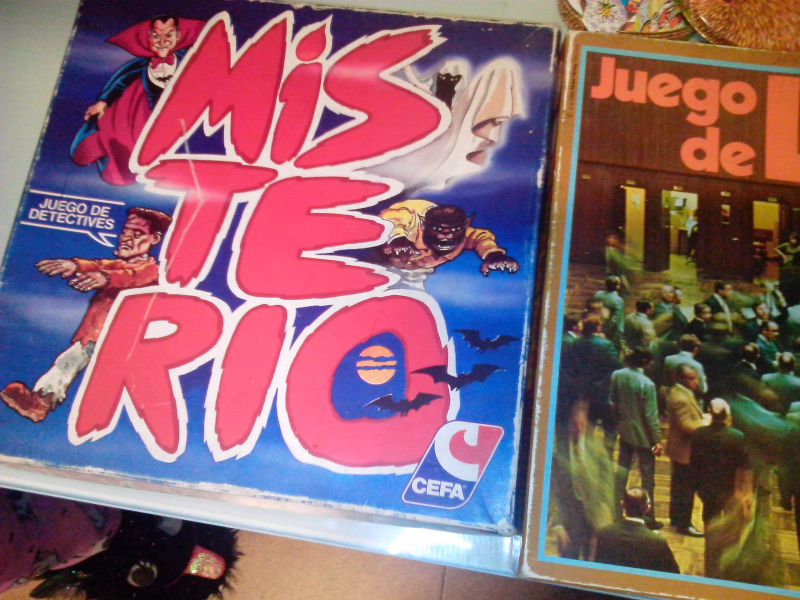 MiS
TE
RIO
JUEGO DE
DETECTIVES
CEFA
Juego
de